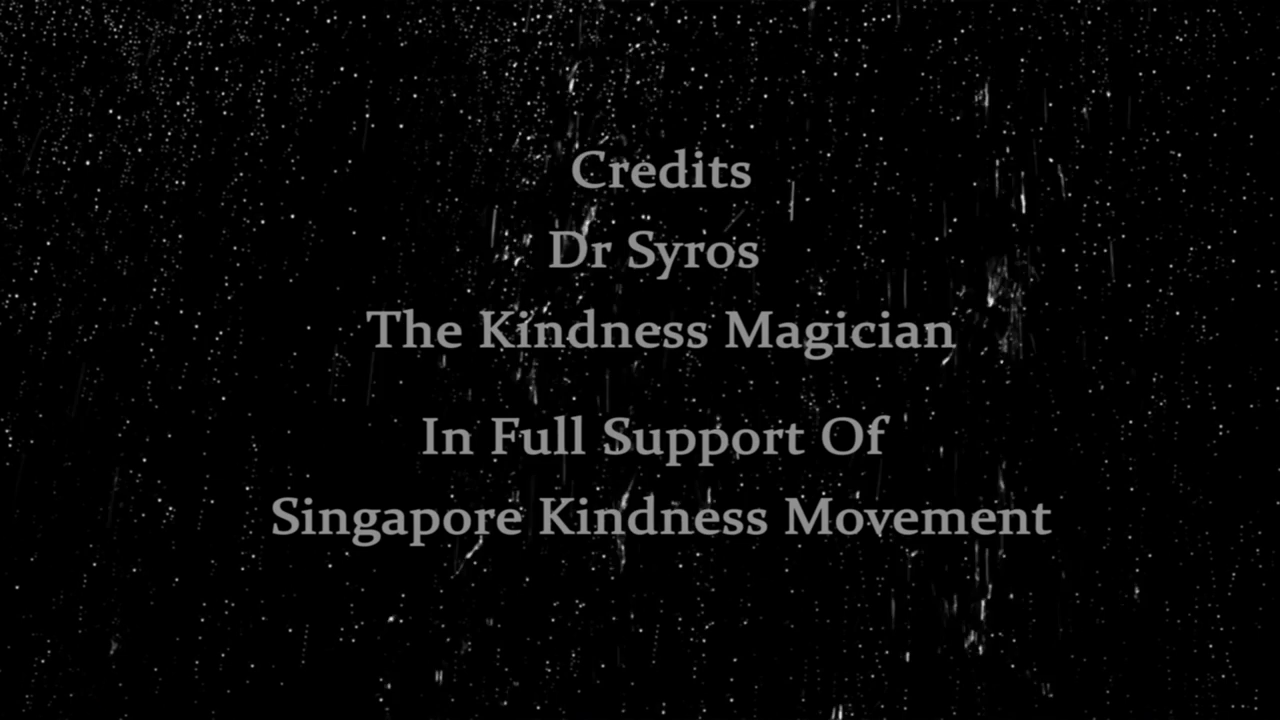 Credits
Dr Syros
The Kindness Magician
In Full Support Of
Singapore Kindness Movement